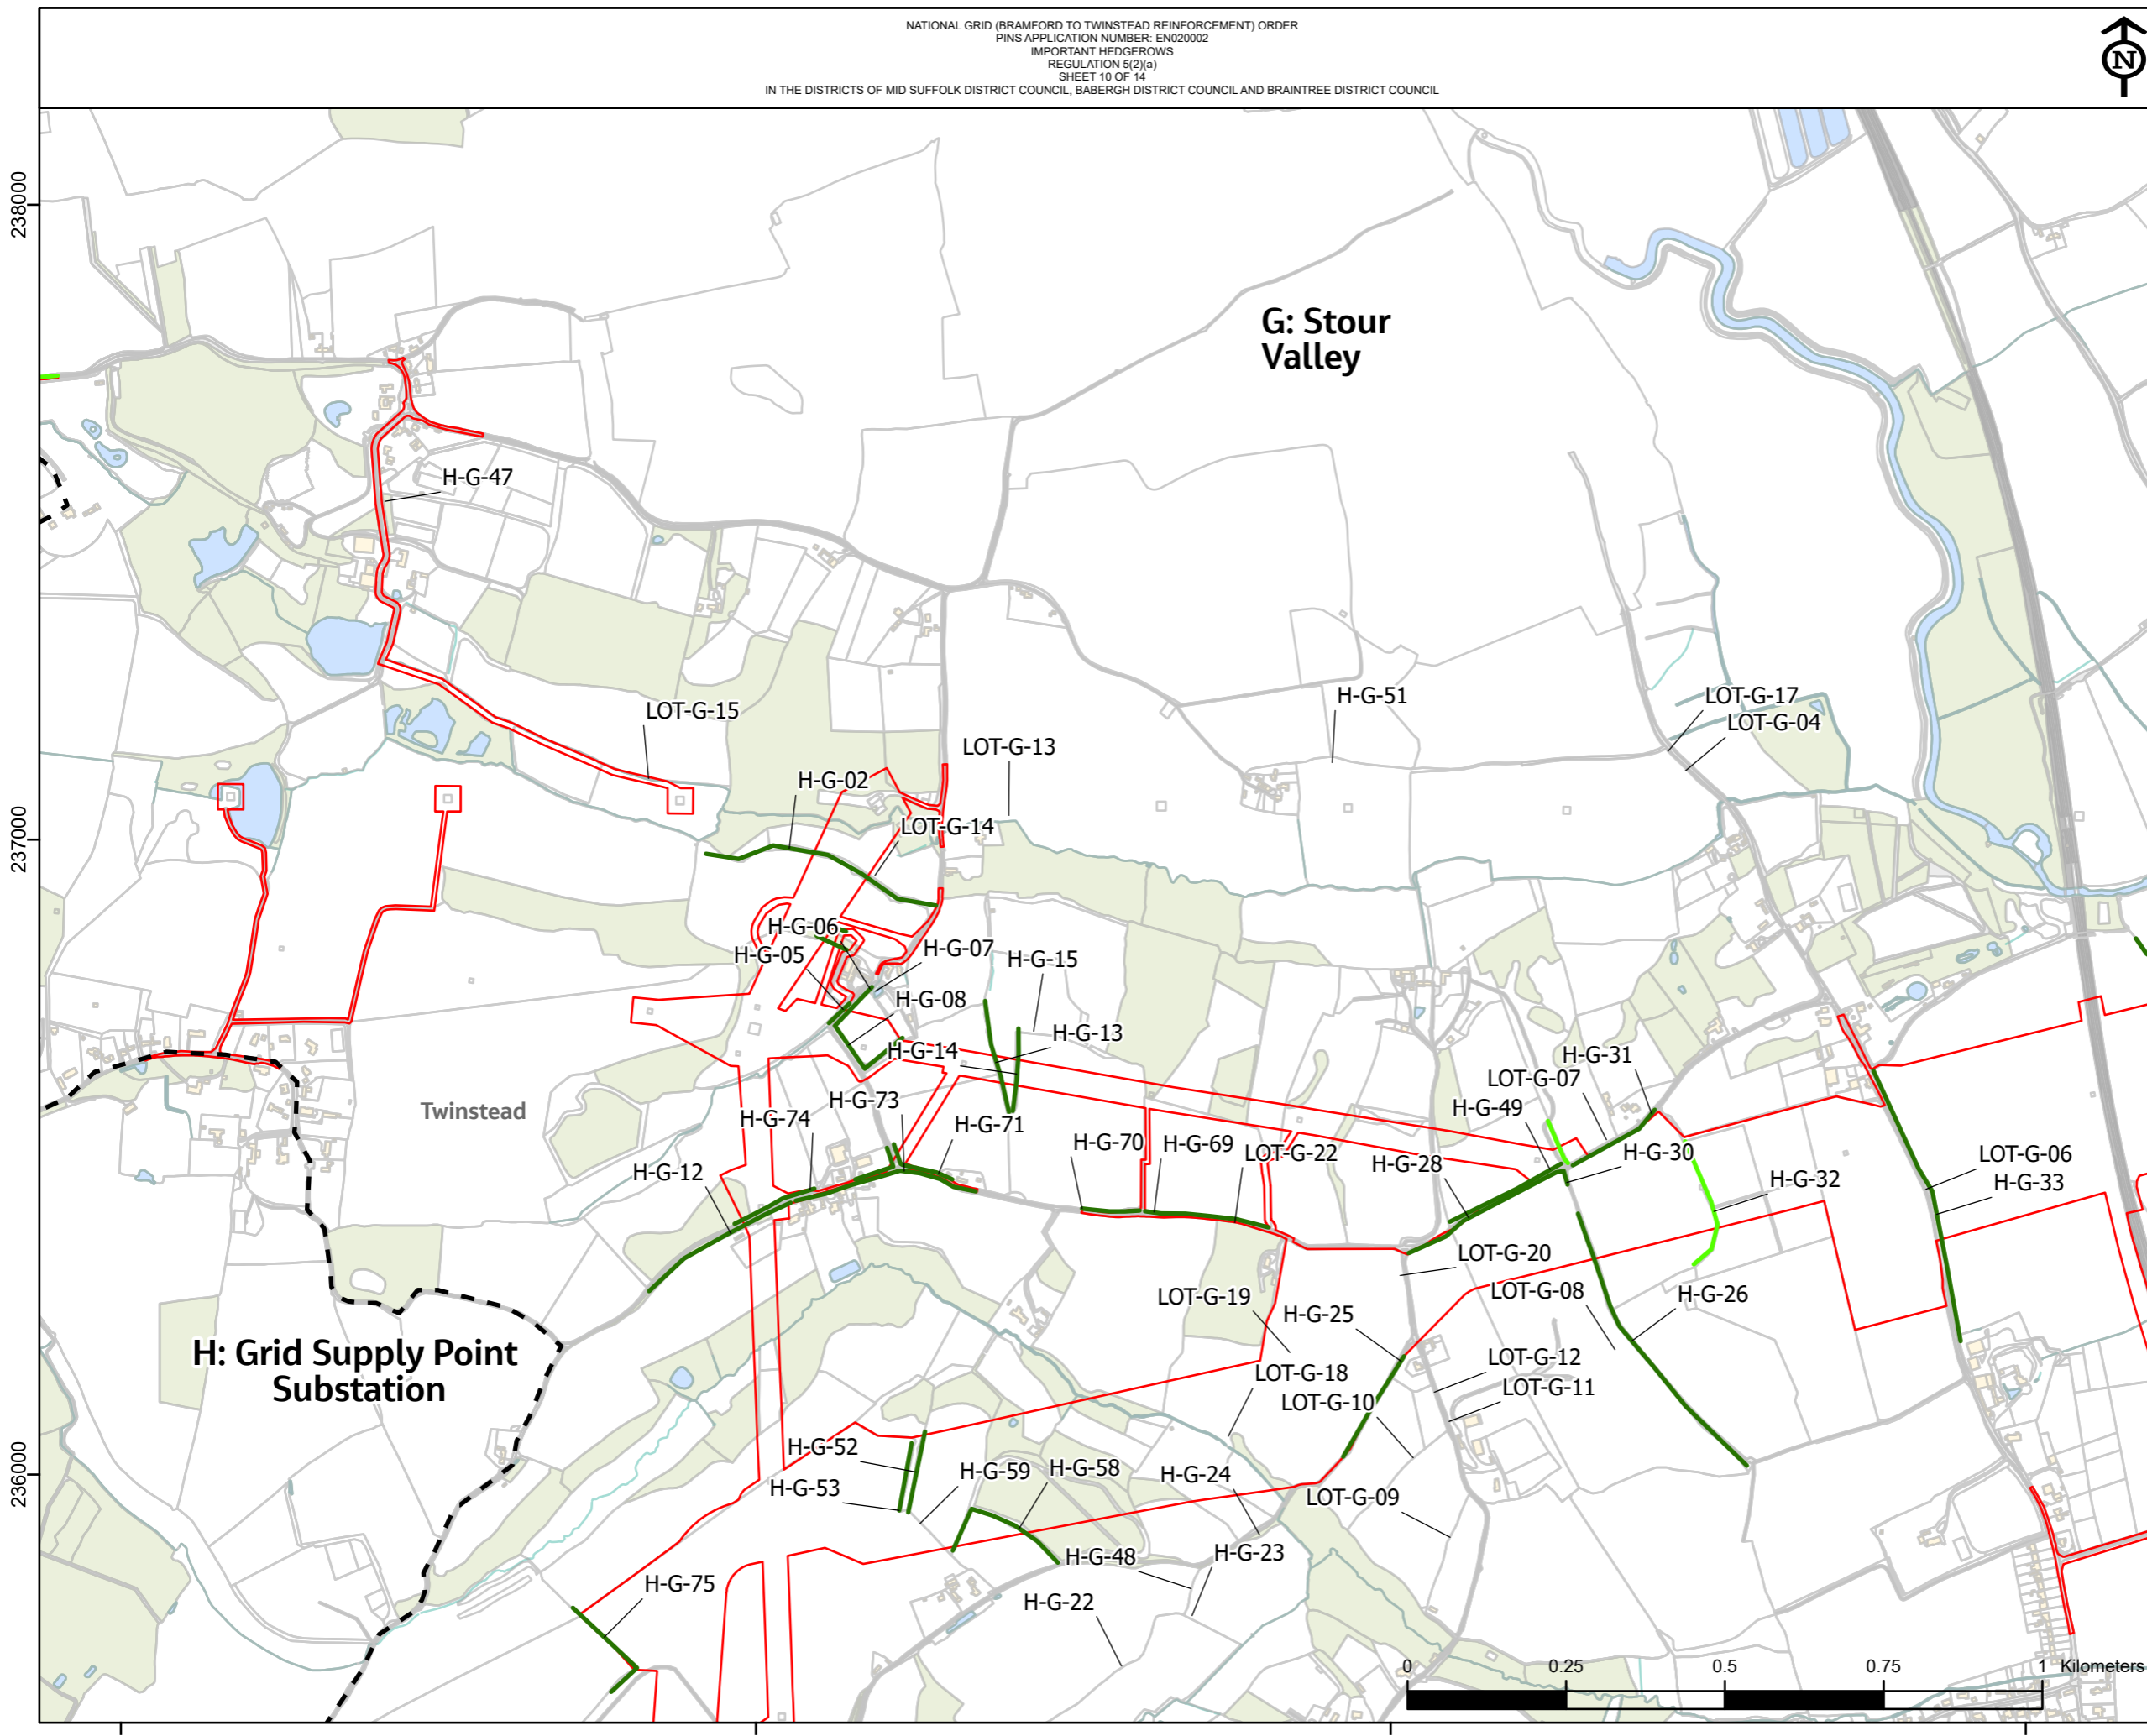 NATIONAL GRID (BRAMFORD TO TWINSTEAD REINFORCEMENT) ORDER
PINS APPLICATION NUMBER: EN020002
IMPORTANT HEDGEROWS
REGULATION 5(2)(a)
SHEET 10 OF 14
IN THE DISTRICTS OF MID SUFFOLK DISTRICT COUNCIL, BABERGH DISTRICT COUNCIL AND BRAINTREE DISTRICT COUNCIL
N
238000
G: Stour
Valley
H-G-47
LOT-G-15
H-G-51
LOT-G-17
LOT-G-04
LOT-G-13
H-G-02
LOT-G-14
237000
H-G-06
H-G-05
H-G-07
H-G-15
H-G-08
H-G-13
H-G-14
H-G-31
LOT-G-07
H-G-49
H-G-73
H-G-74
Twinstead
H-G-71
H-G-70
H-G-69
LOT-G-22
H-G-28
H-G-30
LOT-G-06
H-G-33
H-G-32
H-G-12
LOT-G-20
LOT-G-08
H-G-26
LOT-G-19
H-G-25
H: Grid Supply Point
Substation
LOT-G-12
LOT-G-11
LOT-G-18
LOT-G-10
H-G-52
H-G-53
H-G-59
H-G-58
H-G-24
LOT-G-09
236000
H-G-48
H-G-23
H-G-22
H-G-75
0 0.25 0.5 0.75 1 Kilometers